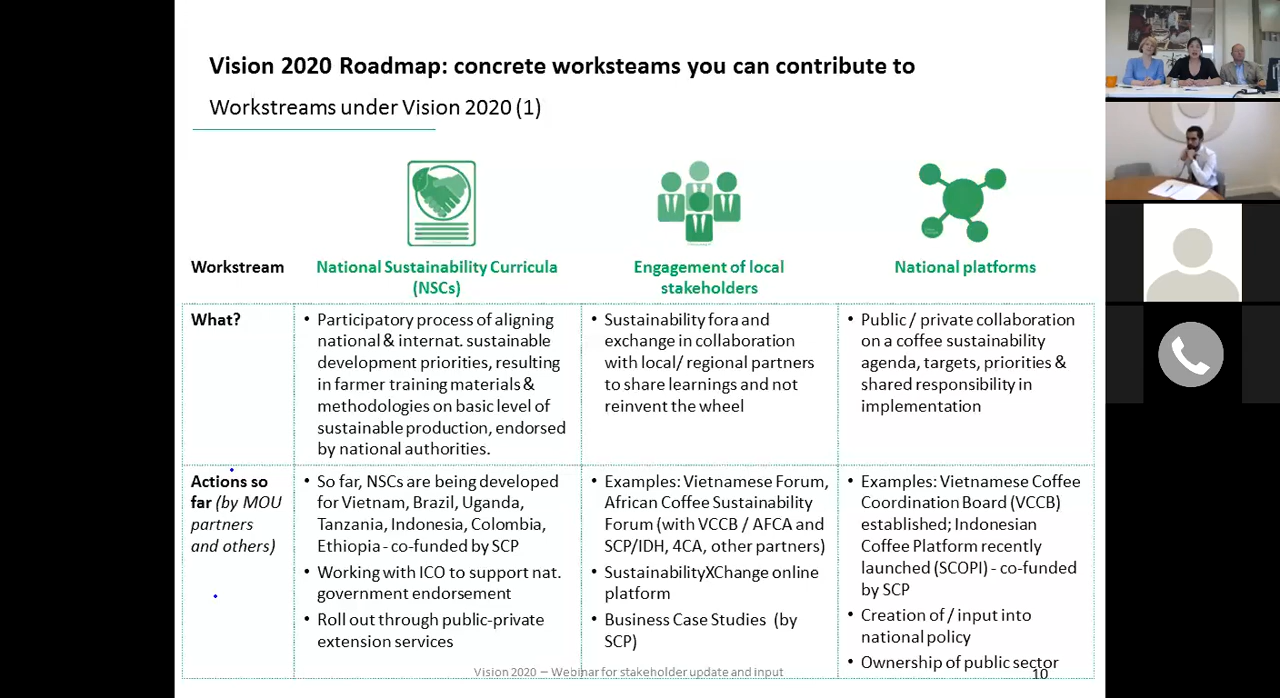 Vision 2020 Roadmap: concrete worksteams you can contribute to
Workstreams under Vision 2020 (1)
Workstream
National Sustainability Curricula
(NSCs)
Engagement of local
stakeholders
National platforms
What?
• Participatory process of aligning
national & internat. sustainable
development priorities, resulting
in farmer training materials &
methodologies on basic level of
sustainable production, endorsed
by national authorities.
• Sustainability fora and
exchange in collaboration
with local/ regional partners
to share learnings and not
reinvent the wheel
• Public / private collaboration
on a coffee sustainability
agenda, targets, priorities &
shared responsibility in
implementation
Actions so
far (by MOU
partners
and others)
• So far, NSCs are being developed
for Vietnam, Brazil, Uganda,
Tanzania, Indonesia, Colombia,
Ethiopia - co-funded by SCP
• Working with ICO to support nat.
government endorsement
• Roll out through public-private
extension services
• Examples: Vietnamese Forum,
African Coffee Sustainability
Forum (with VCCB / AFCA and
SCP/IDH, 4CA, other partners)
• SustainabilityXChange online
platform
• Business Case Studies (by
SCP)
• Examples: Vietnamese Coffee
Coordination Board (VCCB)
established; Indonesian
Coffee Platform recently
launched (SCOPI) - co-funded
by SCP
• Creation of / input into
national policy
• Ownership of public sector
Vision 2020 – Webinar for stakeholder update and input
10